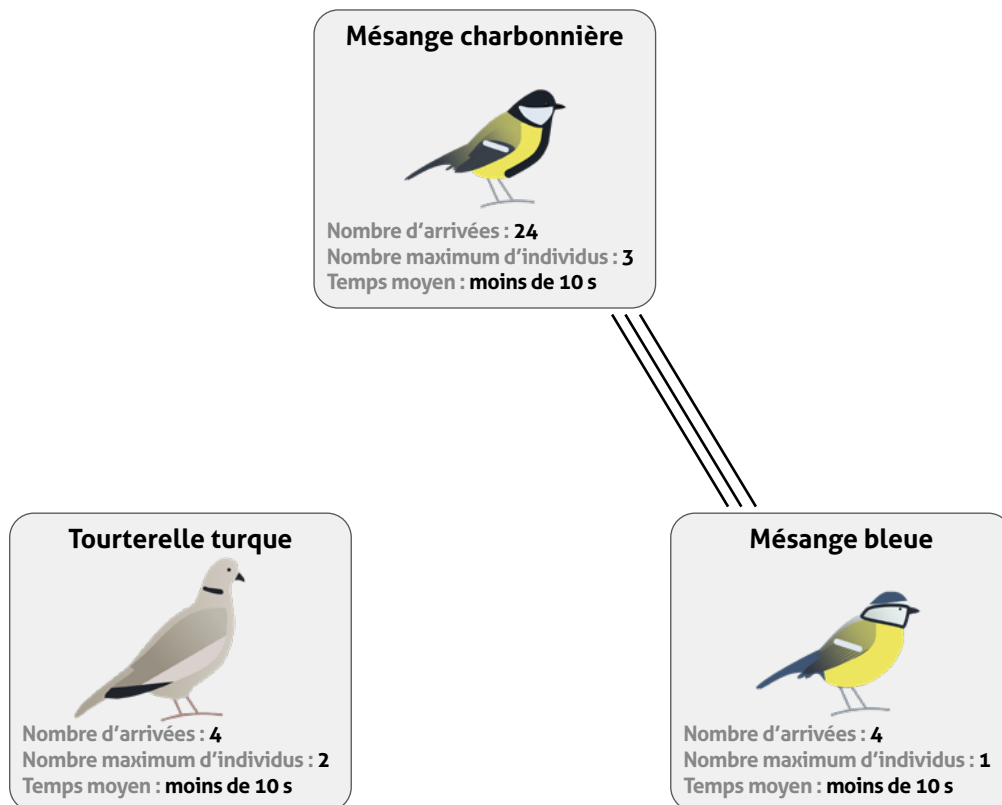 Mésange charbonnière
Nombre d'arrivées : 24
Nombre maximum d'individus : 3
Temps moyen : moins de 10 s
Tourterelle turque
Nombre d'arrivées : 4
Nombre maximum d'individus : 2
Temps moyen : moins de 10 s
Mésange bleue
Nombre d'arrivées : 4
Nombre maximum d'individus : 1
Temps moyen : moins de 10 s